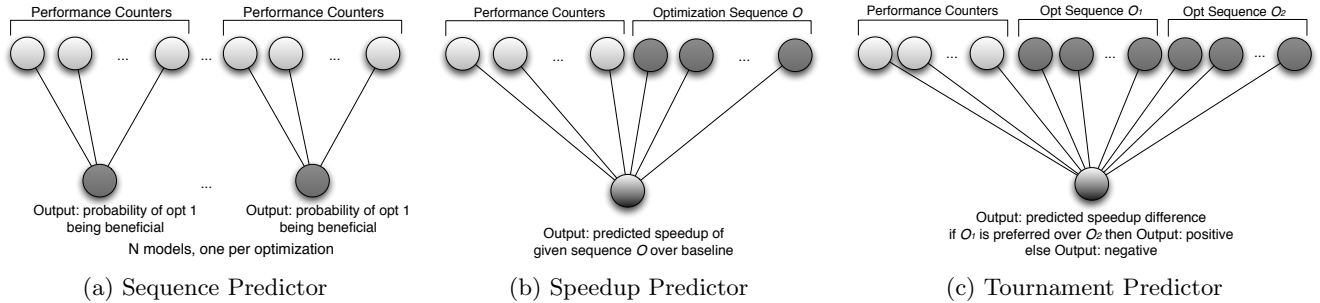 Performance Counters
Performance Counters
...
...
...
...
Output: probability of opt 1
being beneficial
Output: probability of opt 1
being beneficial
N models, one per optimization
(a) Sequence Predictor
Performance Counters
Optimization Sequence O
...
...
Output: predicted speedup of
given sequence O over baseline
(b) Speedup Predictor
Performance Counters
Opt Sequence O1
Opt Sequence O2
...
...
...
Output: predicted speedup difference
if O1 is preferred over O2 then Output: positive
else Output: negative
(c) Tournament Predictor